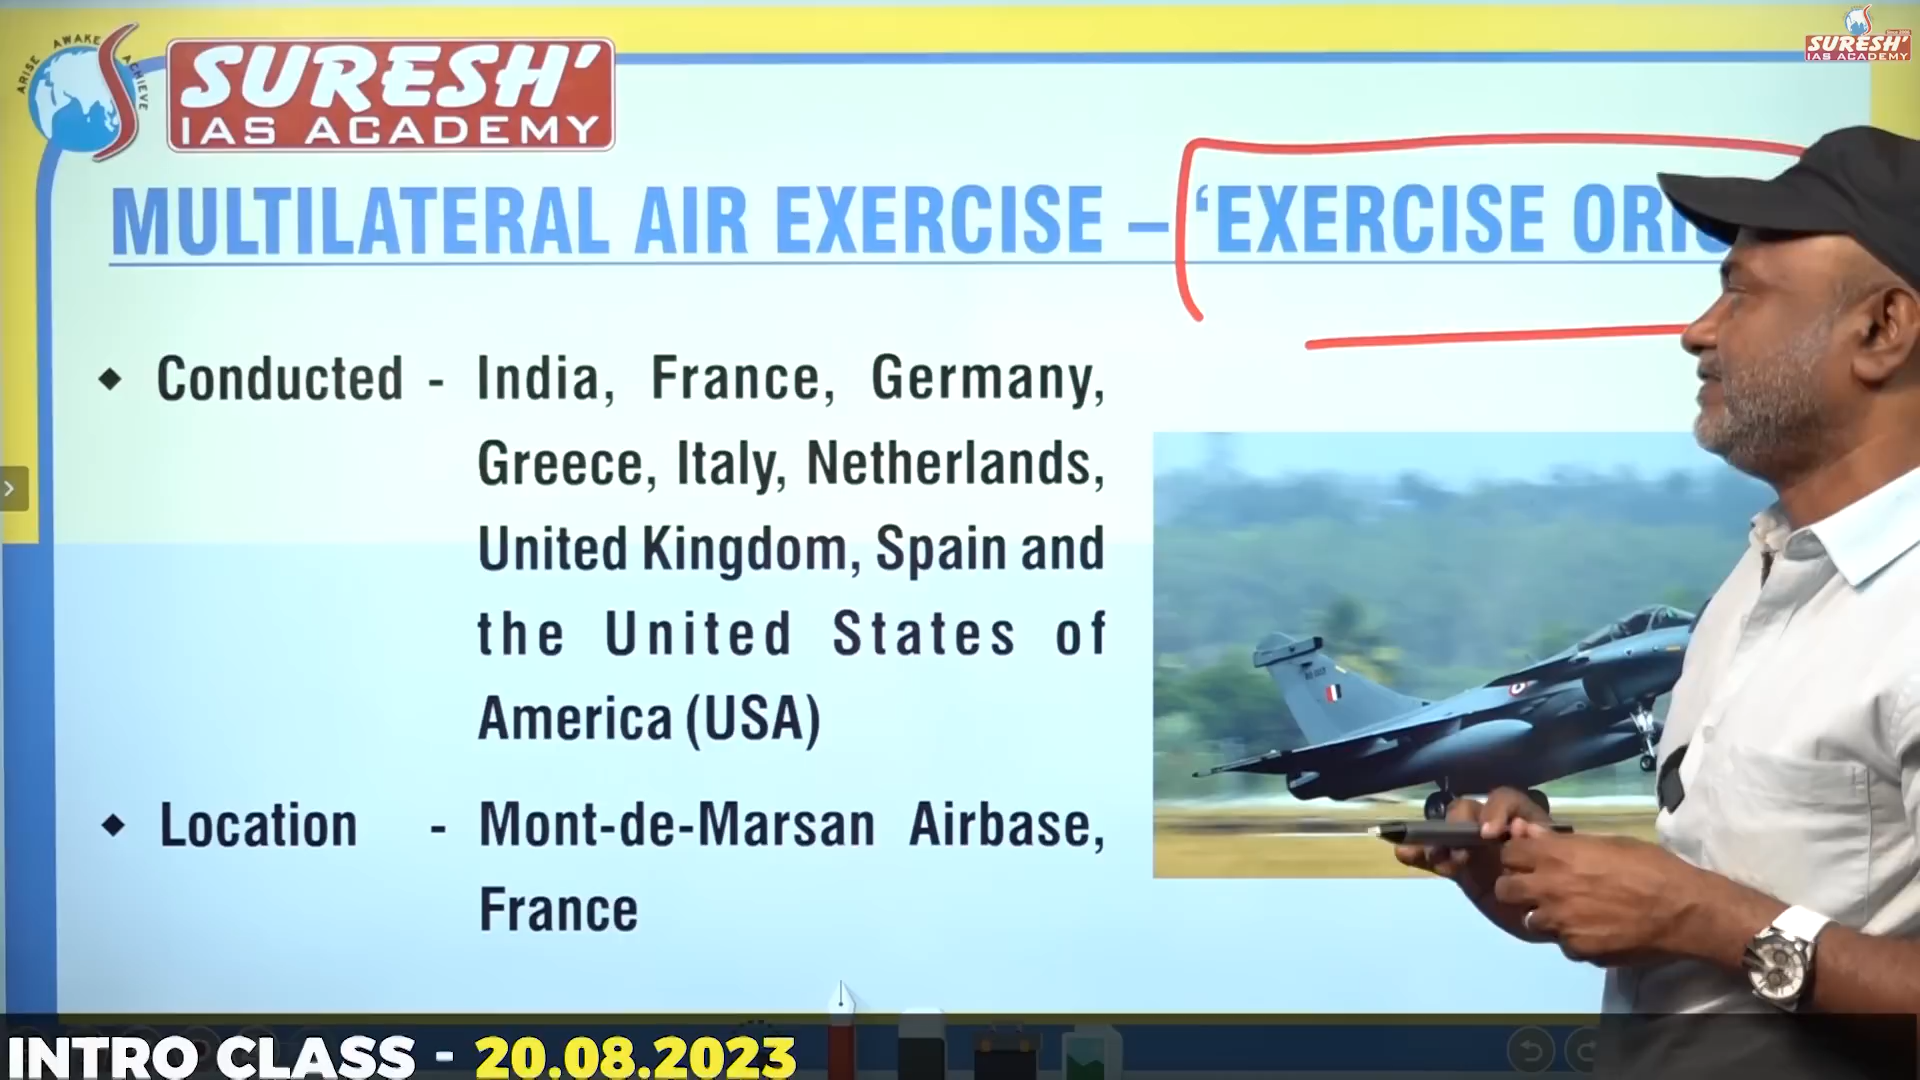 ARISE AWAKE ACHIEVE
SURESH'
IAS ACADEMY
SURESH'
IAS ACADEMY
MULTILATERAL AIR EXERCISE – ‘EXERCISE
◆ Conducted - India, France, Germany,
Greece, Italy, Netherlands,
United Kingdom, Spain and
the United States of
America (USA)
◆ Location - Mont-de-Marsan Airbase,
France
INTRO CLASS - 20.08.2023